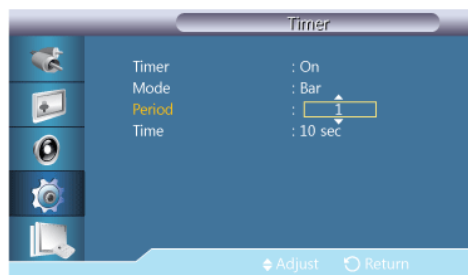 Timer
Timer : On
Mode : Bar
Period : 1
Time : 10 sec
Adjust Return